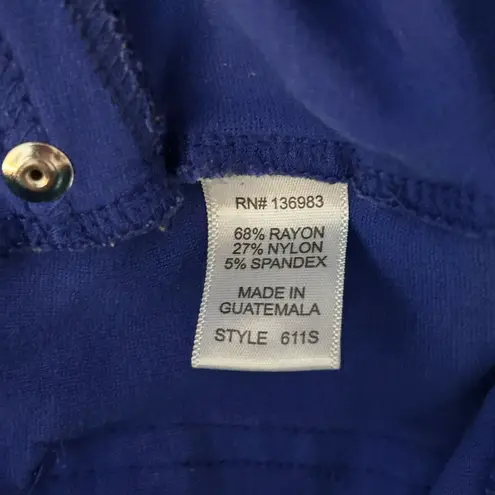 RN# 136983
68% RAYON
27% NYLON
5% SPANDEX
MADE IN
GUATEMALA
STYLE 611S